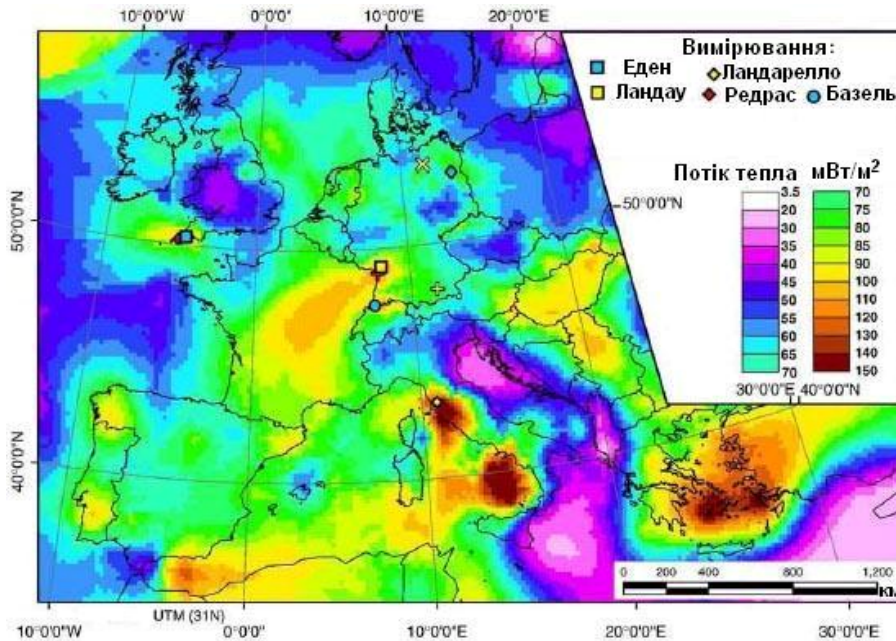 10°0'0"W 0°0'0"E 10°0'0"E 20°0'0"E
Вимірювання:
Еден Ландарелло
Ландау Редрас Базель
Потік тепла мВт/м²
3.5 70
20 75
30 80
35 85
40 90
45 100
50 110
55 120
60 130
65 140
70 150
50°0'0"N
50°0'0"N
30°0'0"E 40°0'0"N
40°0'0"N
0 200 400 800 1,200
км
UTM (31N)
10°0'0"W 0°0'0"E 10°0'0"E 20°0'0"E 30°0'0"E